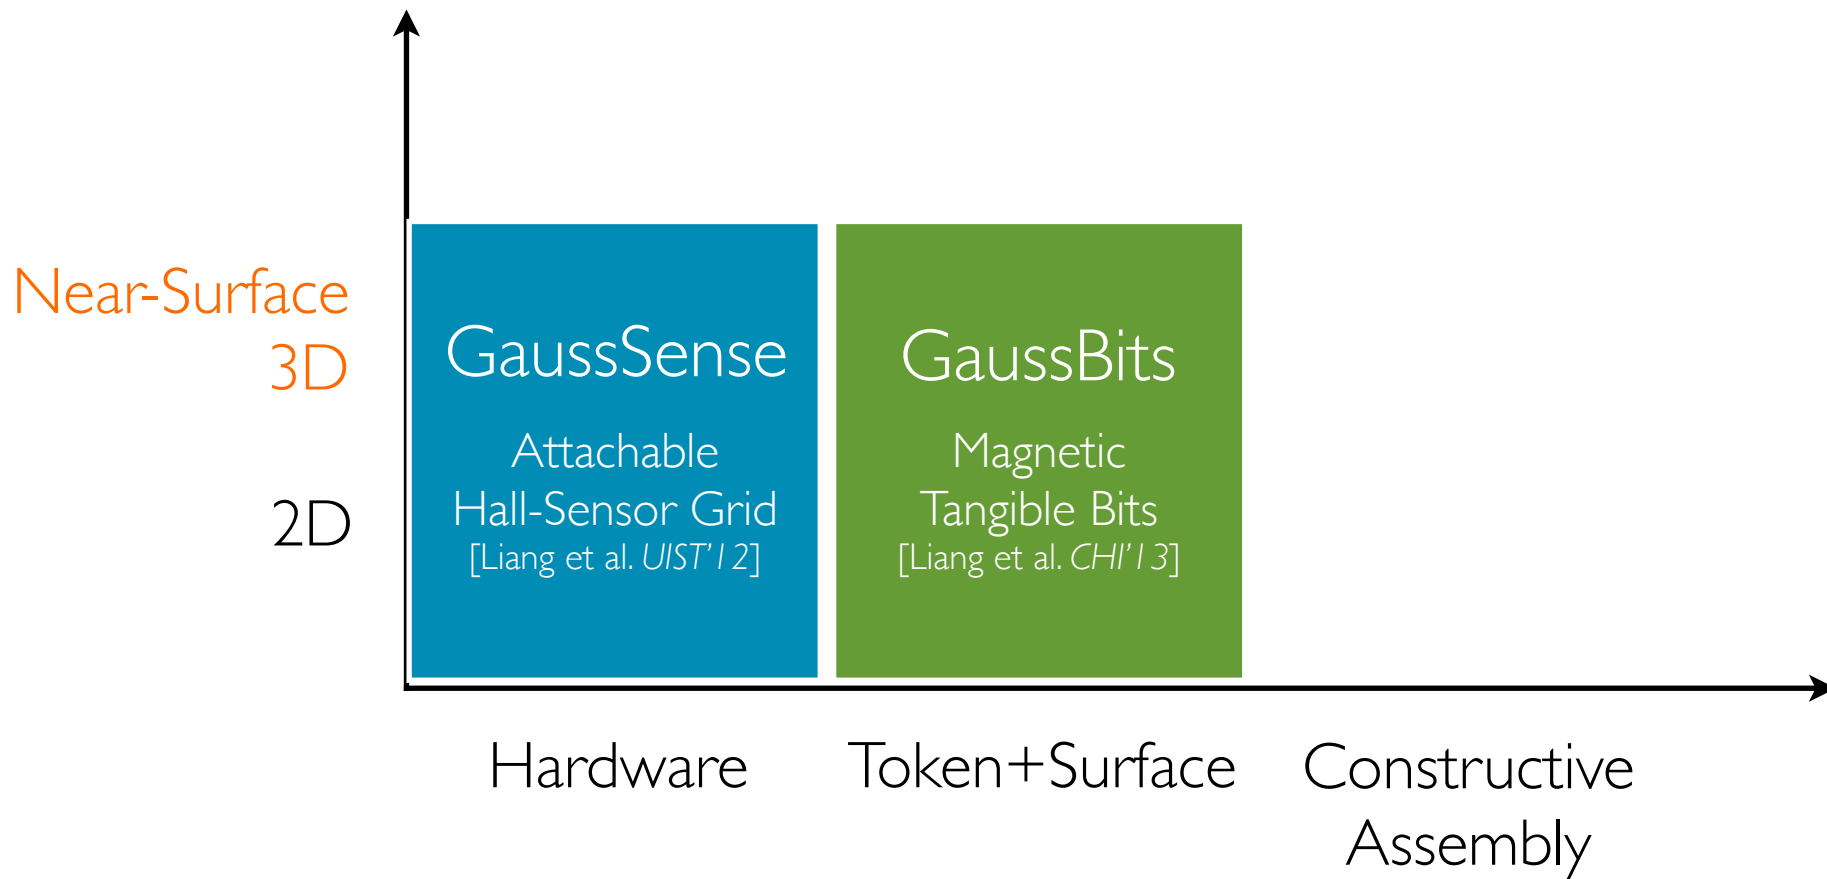 Near-Surface
3D
2D
GaussSense
Attachable
Hall-Sensor Grid
[Liang et al. UIST'12]
GaussBits
Magnetic
Tangible Bits
[Liang et al. CHI'13]
Hardware
Token+Surface
Constructive
Assembly